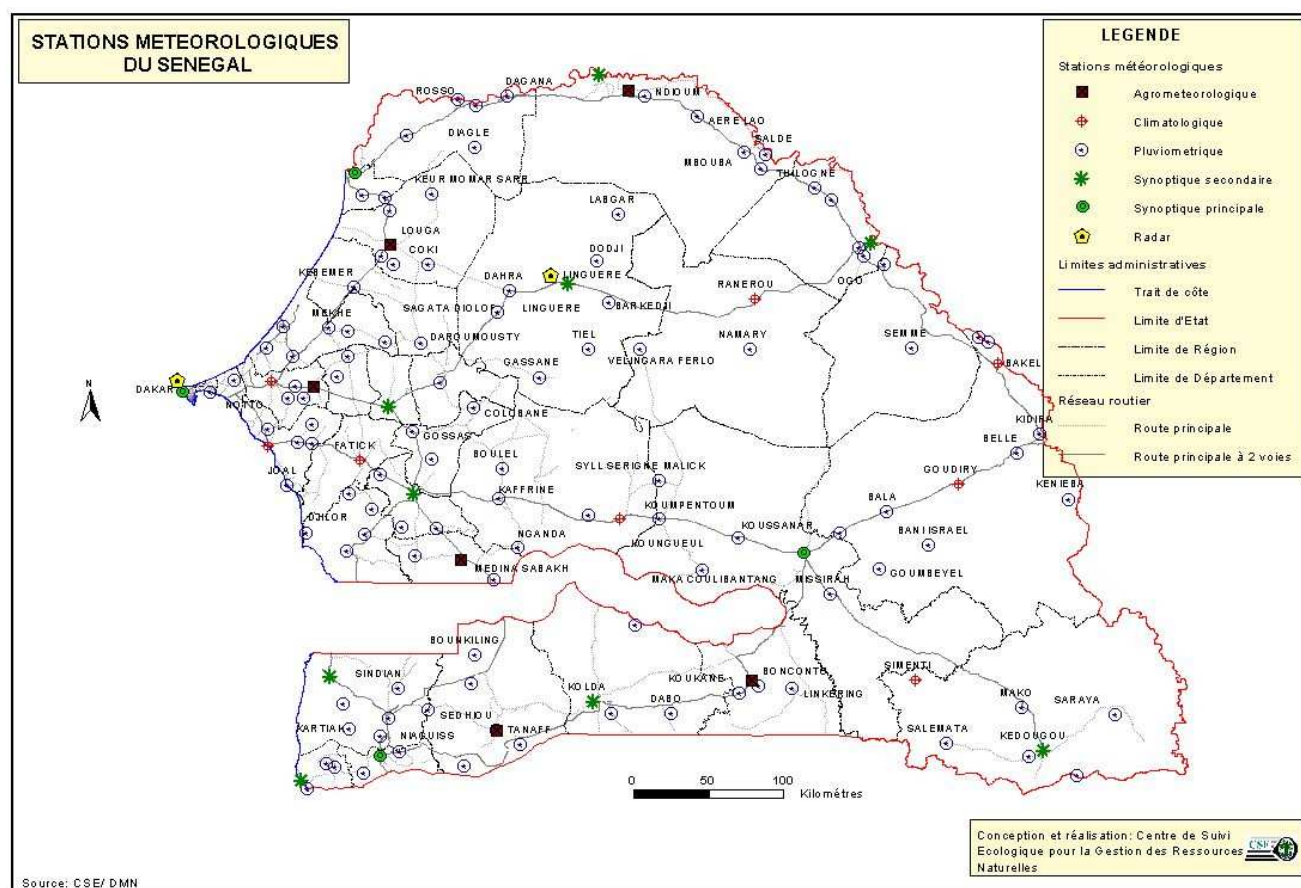 STATIONS METEOROLOGIQUES
DU SENEGAL
LEGENDE
Stations météorologiques
Agrometeorologique
Climatologique
Pluviometrique
Synoptique secondaire
Synoptique principale
Radar
Limites administratives
Trait de côte
Limite d'Etat
Limite de Région
Limite de Département
Réseau routier
Route principale
Route principale à 2 voies
ROSSO
DAGANA
NDIOUM
AERE LAO
DIAGLE
SALDE
MBOUBA
THILOGNE
KEUR MOMAR SARR
LABGAR
LOUGA
COKI
DODJI
OGO
KEBEMER
DAHRA
LINGUERE
RANEROU
SAGATA DIOLOF
LINGUERE
BARKEDJI
MEKHE
DAROUMOUSTY
TIEL
NAMARY
SEMME
GASSANE
VELINGARA FERLO
BAKEL
DAKAR
N
NOTTO
COLOBANE
KIDIRA
GOSSAS
BELLE
FATICK
BOULEL
SYLL SERIGNE MALICK
GOUDIRY
JOAL
KAFFRINE
KENIEBA
KOUMPENTOUM
BALA
DJILOR
KOUSSANAR
BANI ISRAEL
NGANDA
KOUNGUEUL
MEDINA SABAKH
MAKA COULIBANTANG
GOUMBEYEL
MISSIRAH
BOUNKILING
SINDIAN
KOUKANE
BONCONTO
SIMENTI
KOLDA
DABO
LINKERING
MAKO
SARAYA
SEDHIOU
KARTIAK
NIAGUISS
TANAFF
SALEMATA
KEDOUGOU
0 50 100
Kilométres
Conception et réalisation: Centre de Suivi
Ecologique pour la Gestion des Ressources
Naturelles
CSE
Source: CSE/ DMN